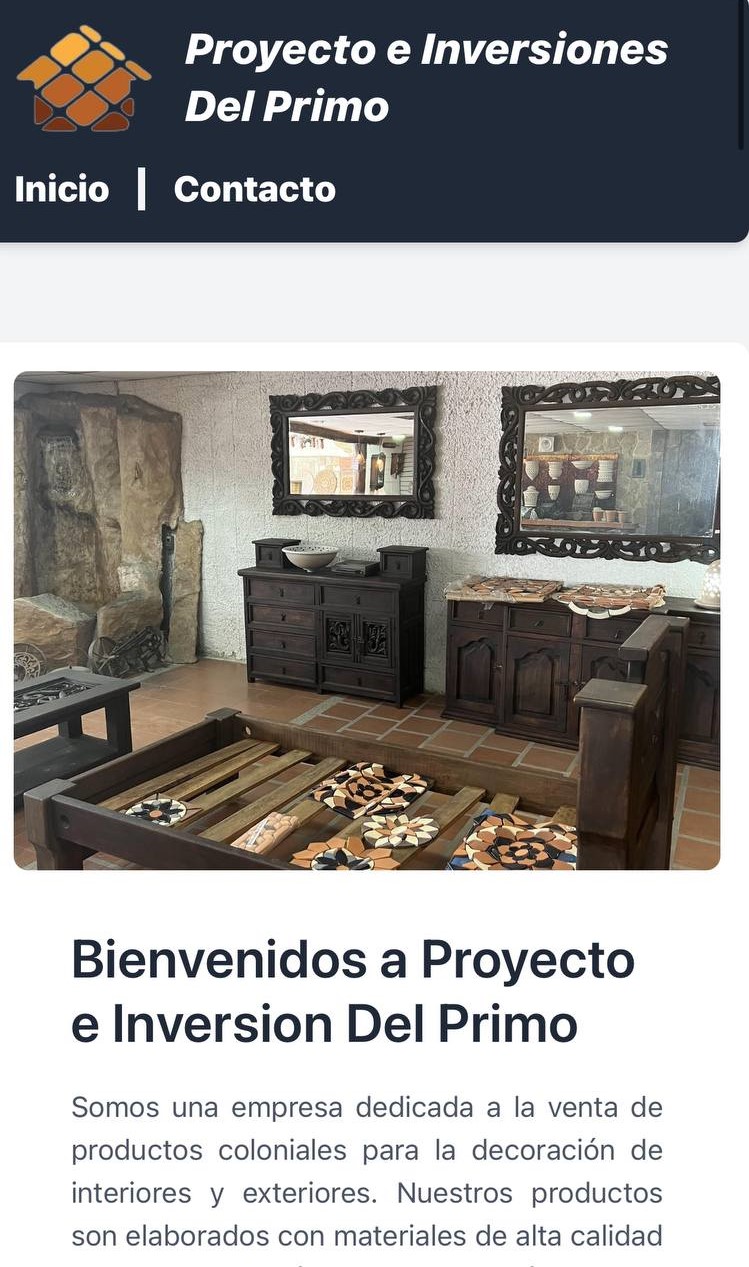 Proyecto e Inversiones
Del Primo
Inicio | Contacto
Bienvenidos a Proyecto
e Inversion Del Primo
Somos una empresa dedicada a la venta de
productos coloniales para la decoración de
interiores y exteriores. Nuestros productos
son elaborados con materiales de alta calidad